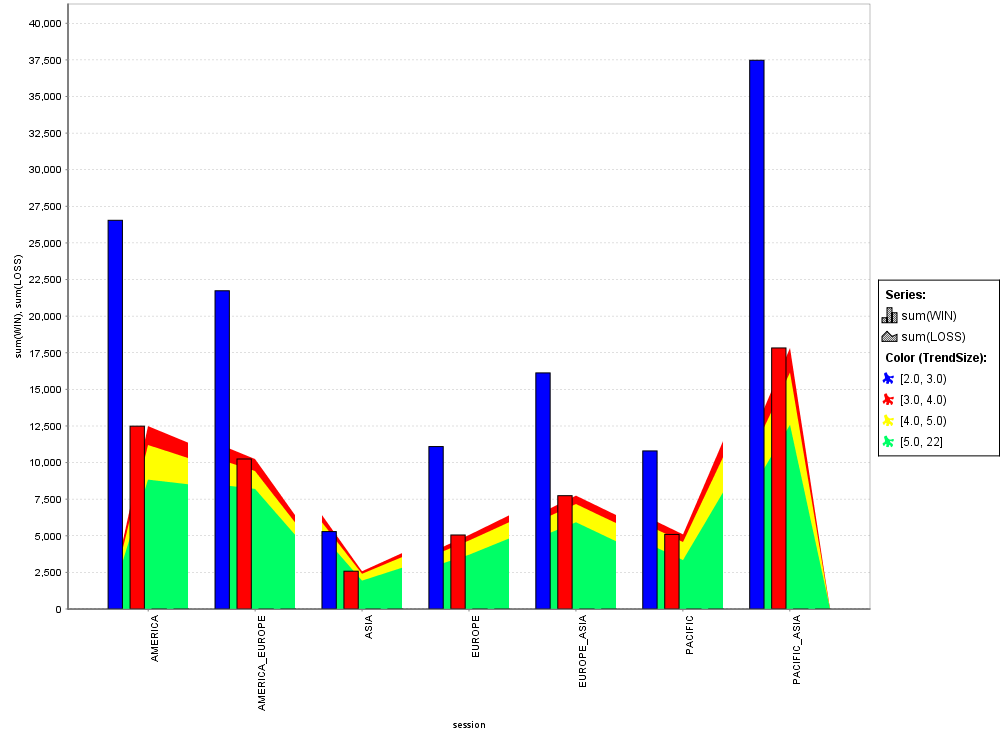 40,000
37,500
35,000
32,500
30,000
27,500
25,000
22,500
20,000
17,500
15,000
12,500
10,000
7,500
5,000
2,500
0
sum(WIN), sum(LOSS)
AMERICA
AMERICA_EUROPE
ASIA
EUROPE
EUROPE_ASIA
PACIFIC
PACIFIC_ASIA
session
Series:
sum(WIN)
sum(LOSS)
Color (TrendSize):
[2.0, 3.0)
[3.0, 4.0)
[4.0, 5.0)
[5.0, 22]